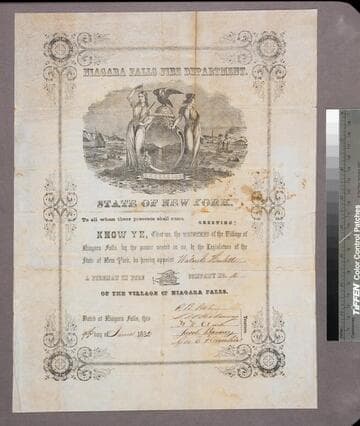 NIAGARA FALLS FIRE DEPARTMENT.
STATE OF NEW YORK.
To all whom these presents shall come,
GREETING:
KNOW YE, That we, the TRUSTEES of the Village of
Niagara Falls, by the power vested in us, by the Legislature of the
State of New York, do hereby appoint
A FIREMAN IN FIRE COMPANY NO.
OF THE VILLAGE OF NIAGARA FALLS.
Dated at Niagara Falls, this
day of June 185
Trustees.
TIFFEN Color Control Patches